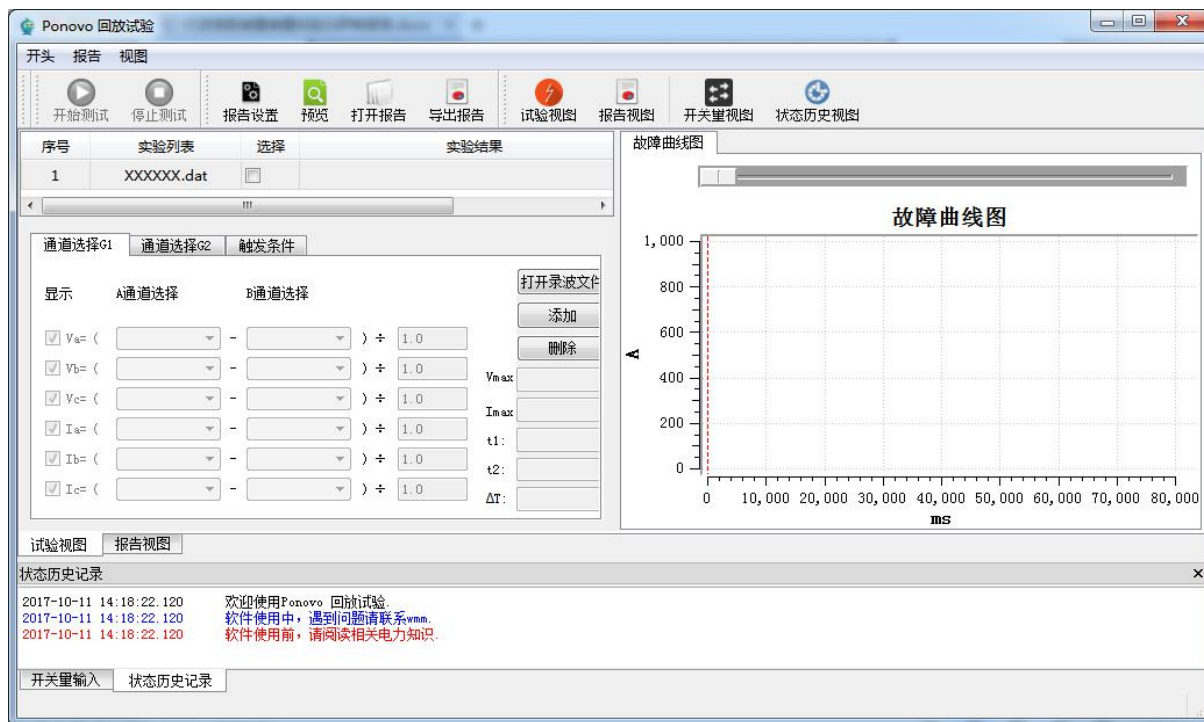 Ponovo 回放试验
开头 报告 视图
开始测试 停止测试 报告设置 预览 打开报告 导出报告 试验视图 报告视图 开关量视图 状态历史视图
序号 实验列表 选择 实验结果
1 XXXXXX.dat
故障曲线图
故障曲线图
通道选择G1 通道选择G2 触发条件
显示 A通道选择 B通道选择
打开录波文件
添加
删除
Va= ( - ) ÷ 1.0
Vb= ( - ) ÷ 1.0
Vc= ( - ) ÷ 1.0
Ia= ( - ) ÷ 1.0
Ib= ( - ) ÷ 1.0
Ic= ( - ) ÷ 1.0
Vmax
Imax
t1:
t2:
ΔT:
1,000
800
600
400
200
0
A
0 10,000 20,000 30,000 40,000 50,000 60,000 70,000 80,000
ms
试验视图 报告视图
状态历史记录
2017-10-11 14:18:22.120 欢迎使用Ponovo 回放试验.
2017-10-11 14:18:22.120 软件使用中，遇到问题请联系wmm.
2017-10-11 14:18:22.120 软件使用前，请阅读相关电力知识.
开关量输入 状态历史记录